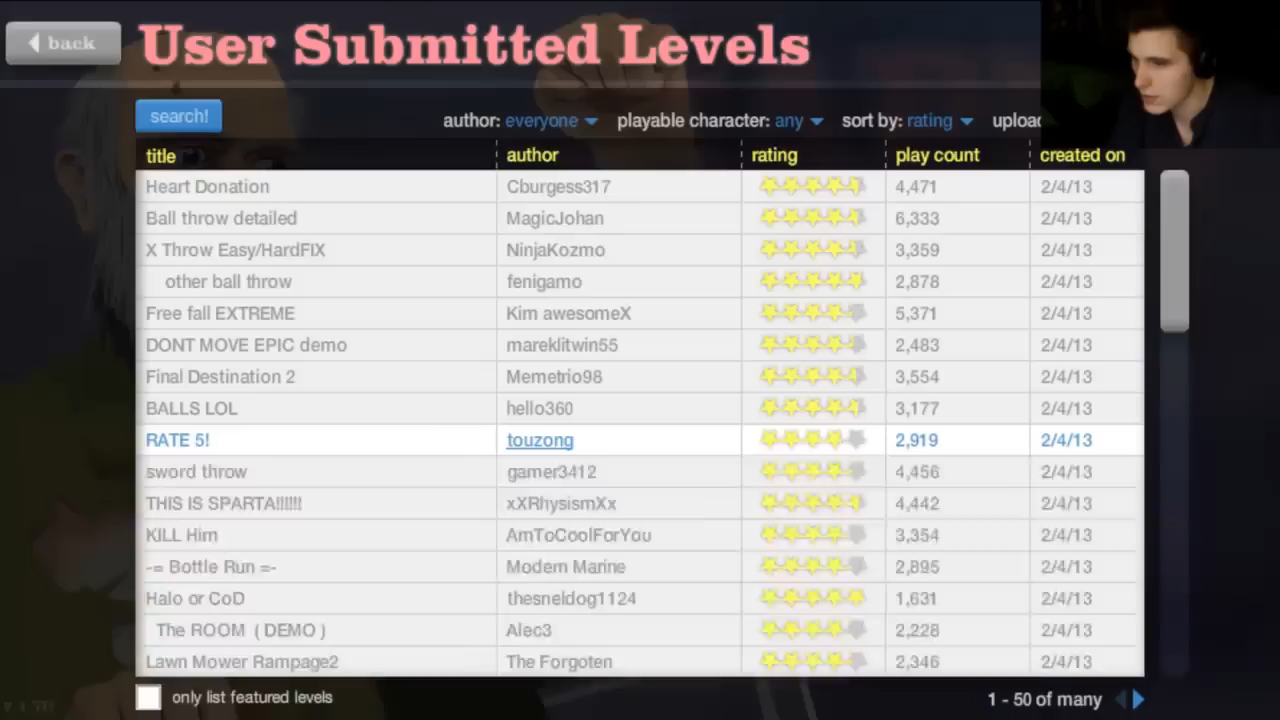 back
User Submitted Levels
search!
author: everyone playable character: any sort by: rating upload
title author rating play count created on
Heart Donation Cburgess317 4,471 2/4/13
Ball throw detailed MagicJohan 6,333 2/4/13
X Throw Easy/HardFIX NinjaKozmo 3,359 2/4/13
other ball throw fenigamo 2,878 2/4/13
Free fall EXTREME Kim awesomeX 5,371 2/4/13
DONT MOVE EPIC demo mareklitwin55 2,483 2/4/13
Final Destination 2 Memetrio98 3,554 2/4/13
BALLS LOL hello360 3,177 2/4/13
RATE 5! touzong 2,919 2/4/13
sword throw gamer3412 4,456 2/4/13
THIS IS SPARTA!!!!!! xXRhysismXx 4,442 2/4/13
KILL Him AmToCoolForYou 3,354 2/4/13
-= Bottle Run =- Modern Marine 2,895 2/4/13
Halo or CoD thesneldog1124 1,631 2/4/13
The ROOM ( DEMO ) Alec3 2,228 2/4/13
Lawn Mower Rampage2 The Forgoten 2,346 2/4/13
only list featured levels 1 - 50 of many